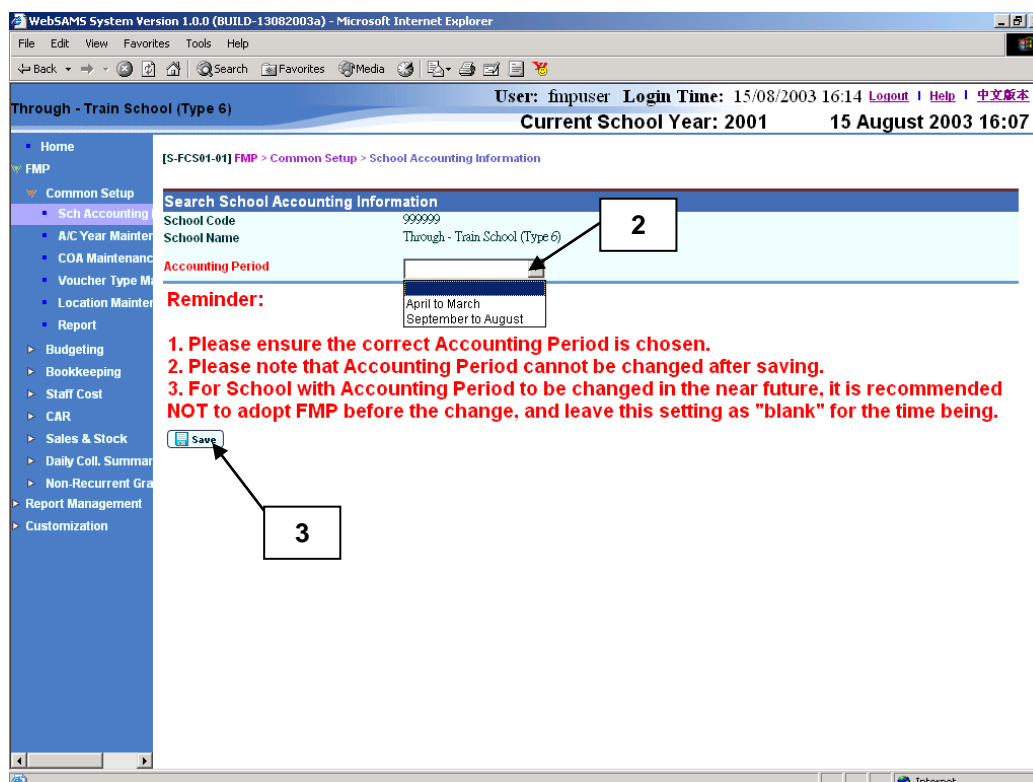 WebSAMS System Version 1.0.0 (BUILD-13082003a) - Microsoft Internet Explorer
File Edit View Favorites Tools Help
Back Search Favorites Media
User: fmpuser Login Time: 15/08/2003 16:14 Logout | Help | 中文版本
Through - Train School (Type 6)
Current School Year: 2001 15 August 2003 16:07
Home
FMP
Common Setup
Sch Accounting
A/C Year Mainter
COA Maintenanc
Voucher Type Ma
Location Mainter
Report
Budgeting
Bookkeeping
Staff Cost
CAR
Sales & Stock
Daily Coll. Summar
Non-Recurrent Gra
Report Management
Customization
[S-FCS01-01] FMP > Common Setup > School Accounting Information
Search School Accounting Information
School Code 999999
School Name Through - Train School (Type 6)
Accounting Period
April to March
September to August
2
Reminder:
1. Please ensure the correct Accounting Period is chosen.
2. Please note that Accounting Period cannot be changed after saving.
3. For School with Accounting Period to be changed in the near future, it is recommended
NOT to adopt FMP before the change, and leave this setting as "blank" for the time being.
Save
3
Internet